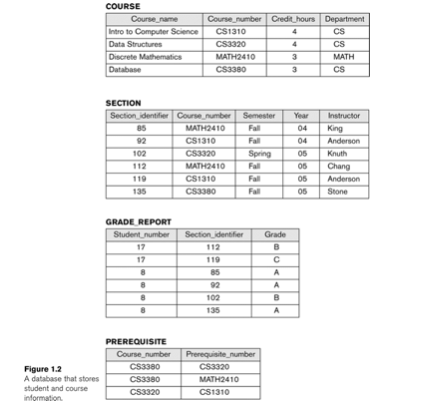 COURSE
Course_name Course_number Credit_hours Department
Intro to Computer Science CS1310 4 CS
Data Structures CS3320 4 CS
Discrete Mathematics MATH2410 3 MATH
Database CS3380 3 CS
SECTION
Section_identifier Course_number Semester Year Instructor
85 MATH2410 Fall 04 King
92 CS1310 Fall 04 Anderson
102 CS3320 Spring 05 Knuth
112 MATH2410 Fall 05 Chang
119 CS1310 Fall 05 Anderson
135 CS3380 Fall 05 Stone
GRADE_REPORT
Student_number Section_identifier Grade
17 112 B
17 119 C
8 85 A
8 92 A
8 102 B
8 135 A
PREREQUISITE
Course_number Prerequisite_number
CS3380 CS3320
CS3380 MATH2410
CS3320 CS1310
Figure 1.2
A database that stores
student and course
information.